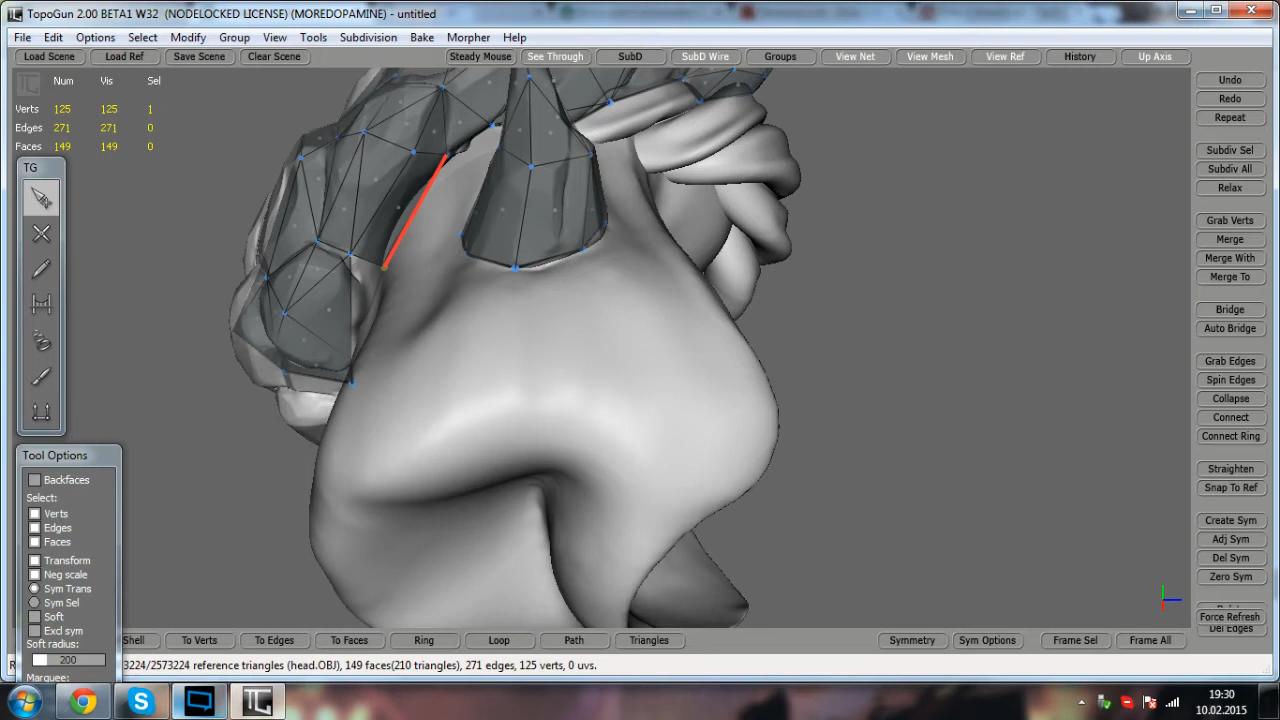 TopoGun 2.00 BETA1 W32 (NODELOCKED LICENSE) (MOREDOPAMINE) - untitled
File Edit Options Select Modify Group View Tools Subdivision Bake Morpher Help
Load Scene Load Ref Save Scene Clear Scene Steady Mouse See Through SubD SubD Wire Groups View Net View Mesh View Ref History Up Axis
Num Vis Sel
Verts 125 125 1
Edges 271 271 0
Faces 149 149 0
TG
Undo
Redo
Repeat
Subdiv Sel
Subdiv All
Relax
Grab Verts
Merge
Merge With
Merge To
Bridge
Auto Bridge
Grab Edges
Spin Edges
Collapse
Connect
Connect Ring
Straighten
Snap To Ref
Create Sym
Adj Sym
Del Sym
Zero Sym
Force Refresh
Del Edges
Tool Options
Backfaces
Select:
Verts
Edges
Faces
Transform
Neg scale
Sym Trans
Sym Sel
Soft
Excl sym
Soft radius:
200
Marquee:
Shell To Verts To Edges To Faces Ring Loop Path Triangles Symmetry Sym Options Frame Sel Frame All
3224/2573224 reference triangles (head.OBJ), 149 faces(210 triangles), 271 edges, 125 verts, 0 uvs.
19:30
10.02.2015